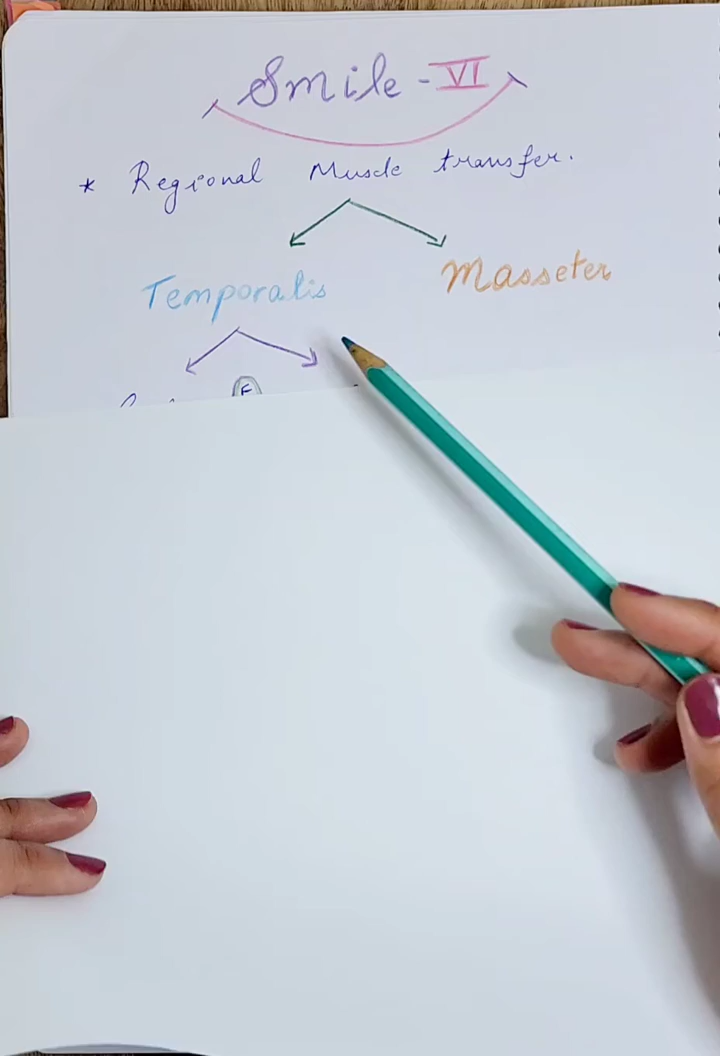 Smile - VI
* Regional Muscle transfer.
Temporalis
Masseter
F